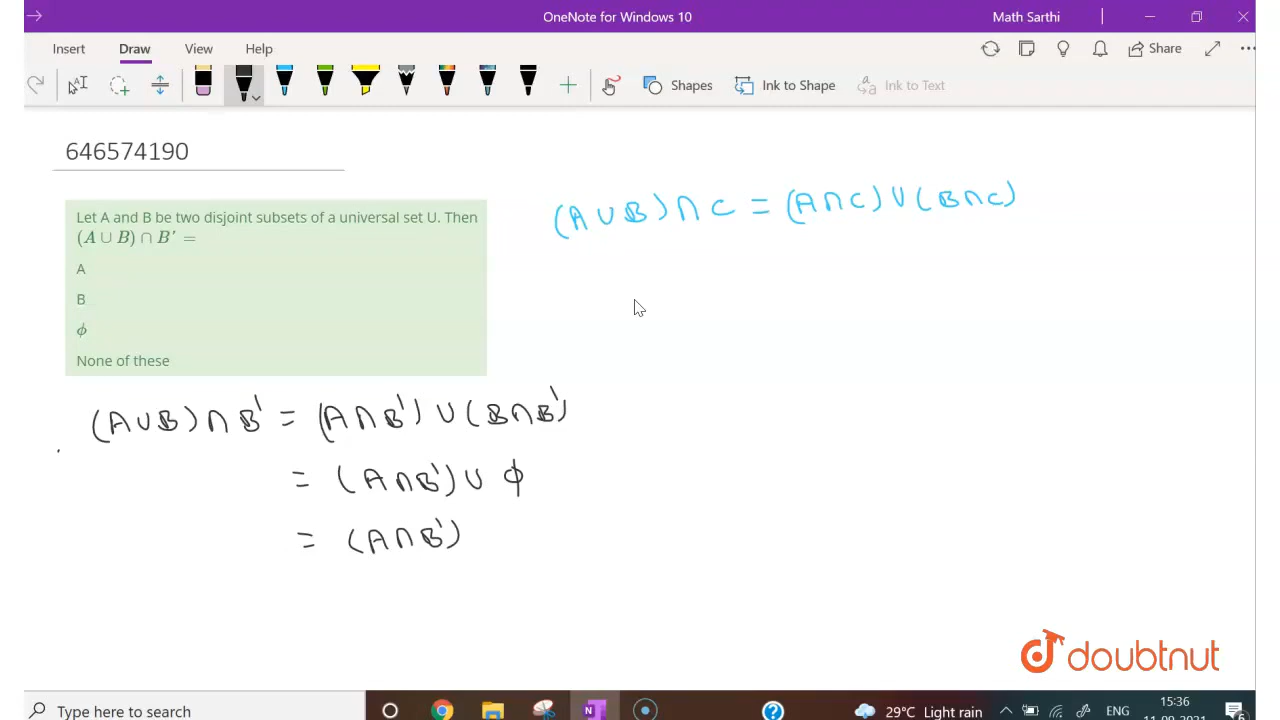 OneNote for Windows 10
Math Sarthi
Insert Draw View Help
Share
Shapes Ink to Shape Ink to Text
646574190
Let A and B be two disjoint subsets of a universal set U. Then
(A ∪ B) ∩ B′ =
A
B
ϕ
None of these
(A∪B)∩C = (A∩C)∪(B∩C)
(A∪B)∩B' = (A∩B')∪(B∩B')
= (A∩B')∪ ϕ
= (A∩B')
doubtnut
Type here to search
29°C Light rain
ENG
15:36